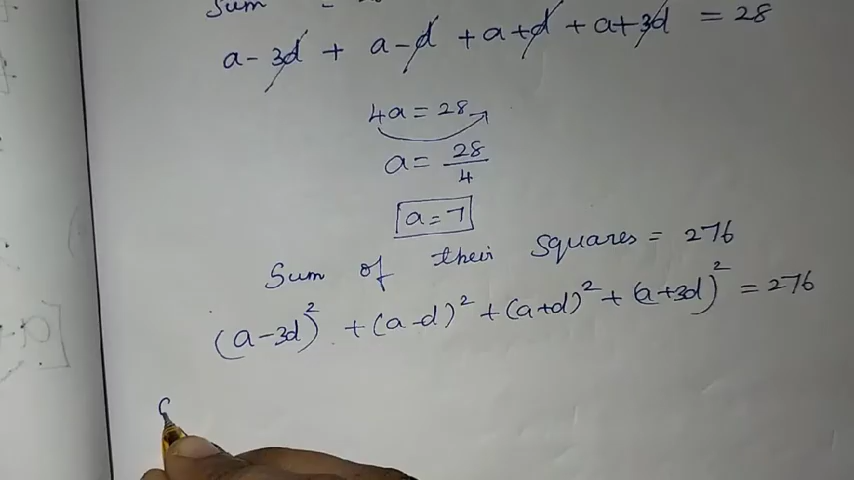 Sum
a - 3d + a - d + a + d + a + 3d = 28
4a = 28
a = 28/4
a = 7
Sum of their squares = 276
(a - 3d)² + (a - d)² + (a + d)² + (a + 3d)² = 276